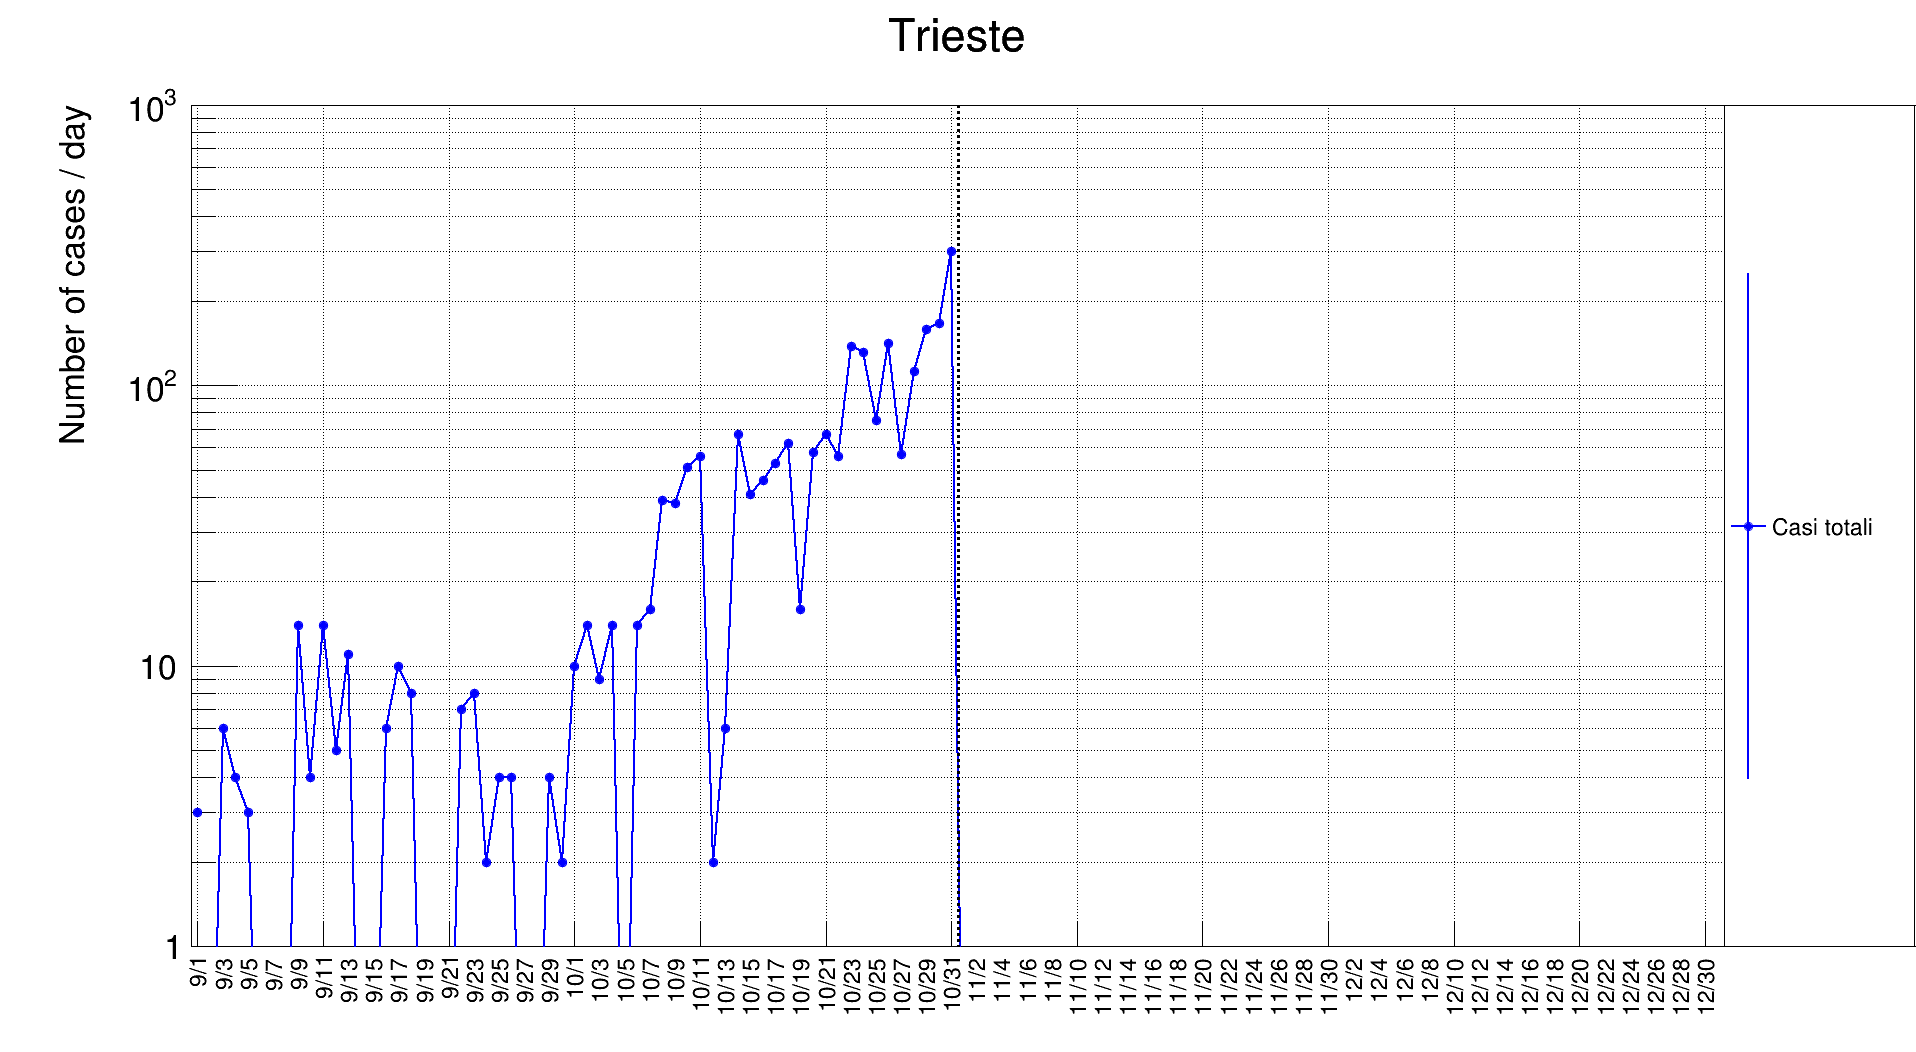 Trieste
Number of cases / day
10³
10²
10
1
9/1 9/3 9/5 9/7 9/9 9/11 9/13 9/15 9/17 9/19 9/21 9/23 9/25 9/27 9/29 10/1 10/3 10/5 10/7 10/9 10/11 10/13 10/15 10/17 10/19 10/21 10/23 10/25 10/27 10/29 10/31 11/2 11/4 11/6 11/8 11/10 11/12 11/14 11/16 11/18 11/20 11/22 11/24 11/26 11/28 11/30 12/2 12/4 12/6 12/8 12/10 12/12 12/14 12/16 12/18 12/20 12/22 12/24 12/26 12/28 12/30
Casi totali